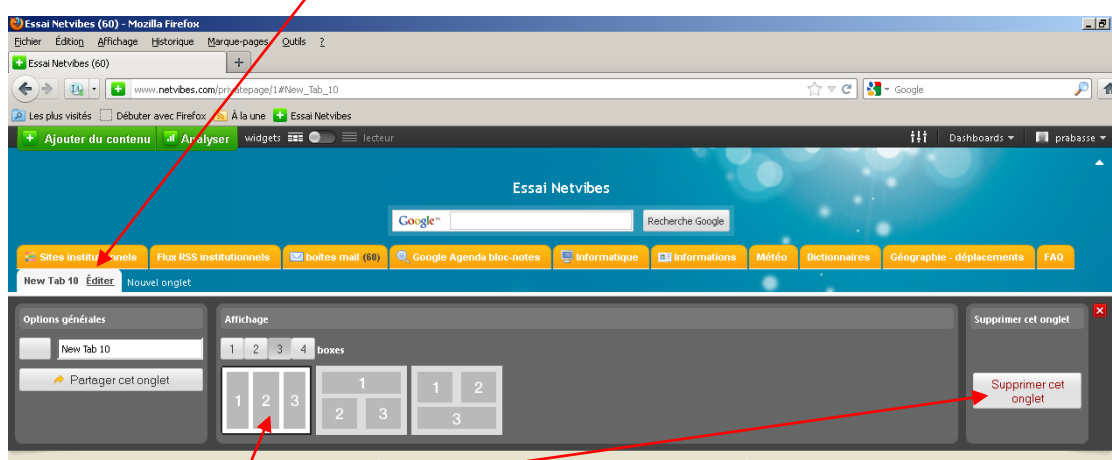 Essai Netvibes (60) - Mozilla Firefox
Fichier Édition Affichage Historique Marque-pages Outils ?
Essai Netvibes (60) +
www.netvibes.com/privatepage/1#New_Tab_10 Google
Les plus visités Débuter avec Firefox À la une Essai Netvibes
Ajouter du contenu Analyser widgets lecteur Dashboards prabasse
Essai Netvibes
Google Recherche Google
Sites institutionnels Flux RSS institutionnels boites mail (60) Google Agenda bloc-notes Informatique Informations Météo Dictionnaires Géographie - déplacements FAQ
New Tab 10 Éditer Nouvel onglet
Options générales Affichage Supprimer cet onglet
New Tab 10 1 2 3 4 boxes
Partager cet onglet Supprimer cet onglet
1 2 3 1 2 3 1 2 3